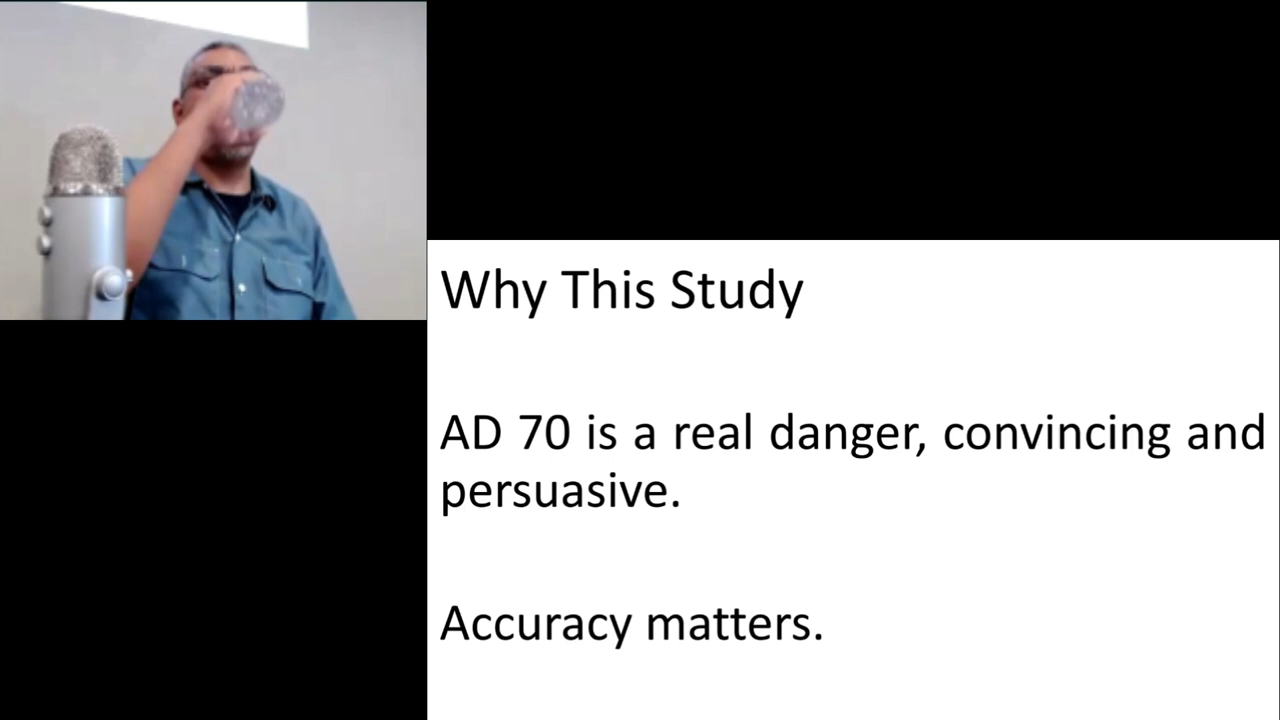 Why This Study
AD 70 is a real danger, convincing and
persuasive.
Accuracy matters.